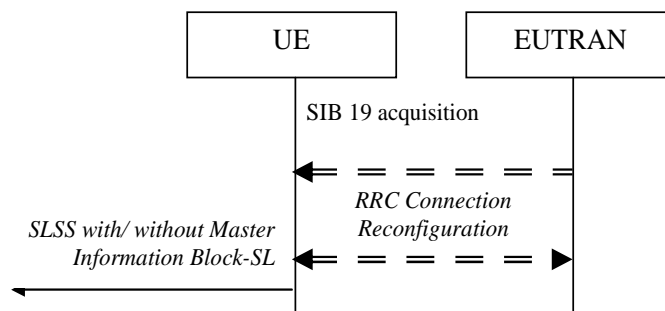 UE
EUTRAN
SIB 19 acquisition
RRC Connection
Reconfiguration
SLSS with/ without Master
Information Block-SL